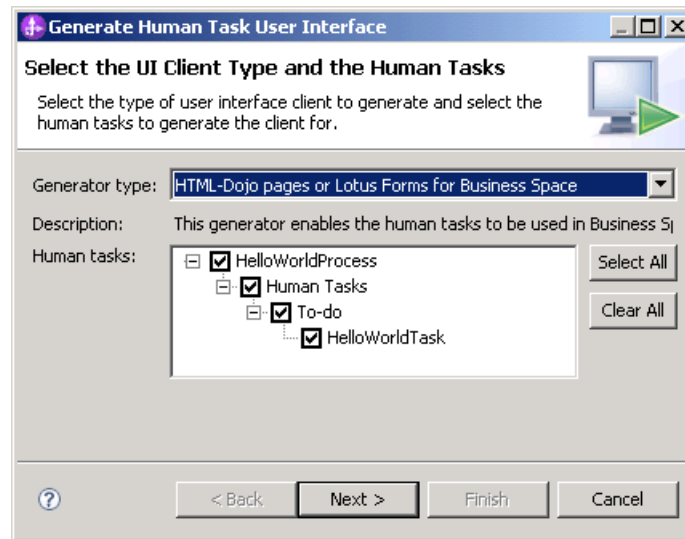 Generate Human Task User Interface
Select the UI Client Type and the Human Tasks
Select the type of user interface client to generate and select the
human tasks to generate the client for.
Generator type: HTML-Dojo pages or Lotus Forms for Business Space
Description: This generator enables the human tasks to be used in Business Sp
Human tasks:
HelloWorldProcess
Select All
Human Tasks
To-do
Clear All
HelloWorldTask
? < Back Next > Finish Cancel